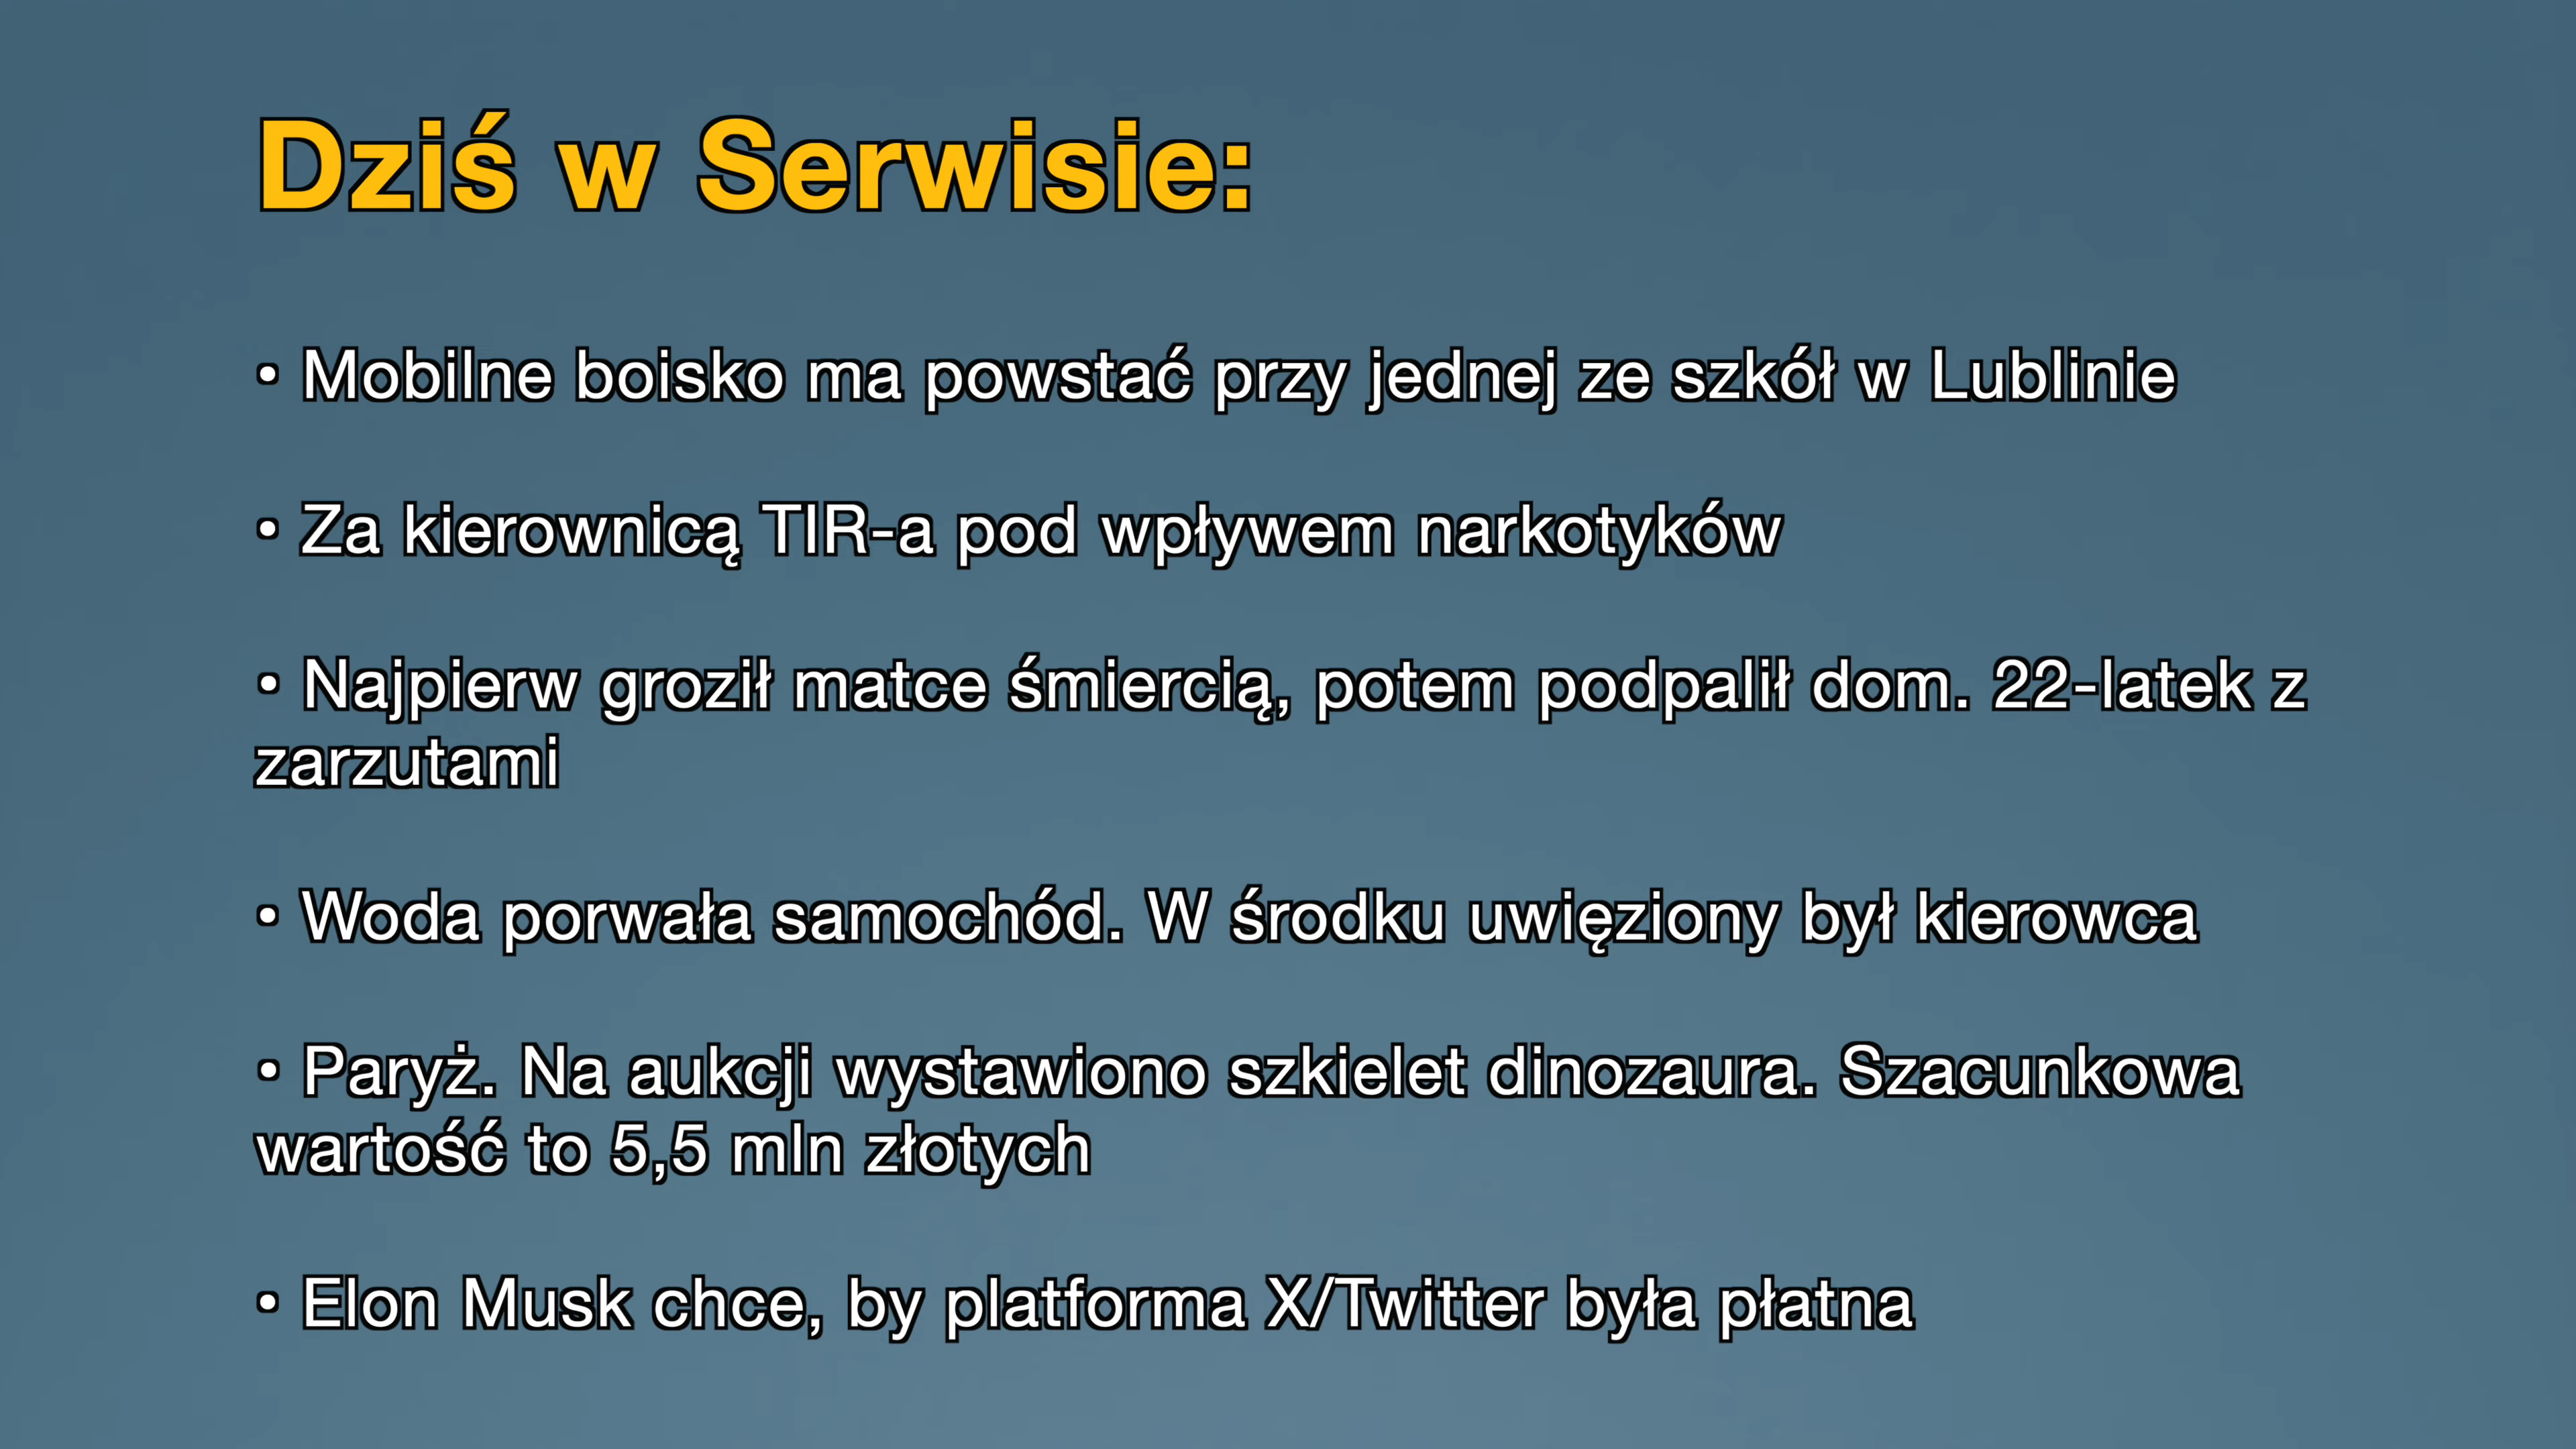 Dziś w Serwisie:
• Mobilne boisko ma powstać przy jednej ze szkół w Lublinie
• Za kierownicą TIR-a pod wpływem narkotyków
• Najpierw groził matce śmiercią, potem podpalił dom. 22-latek z
zarzutami
• Woda porwała samochód. W środku uwięziony był kierowca
• Paryż. Na aukcji wystawiono szkielet dinozaura. Szacunkowa
wartość to 5,5 mln złotych
• Elon Musk chce, by platforma X/Twitter była płatna